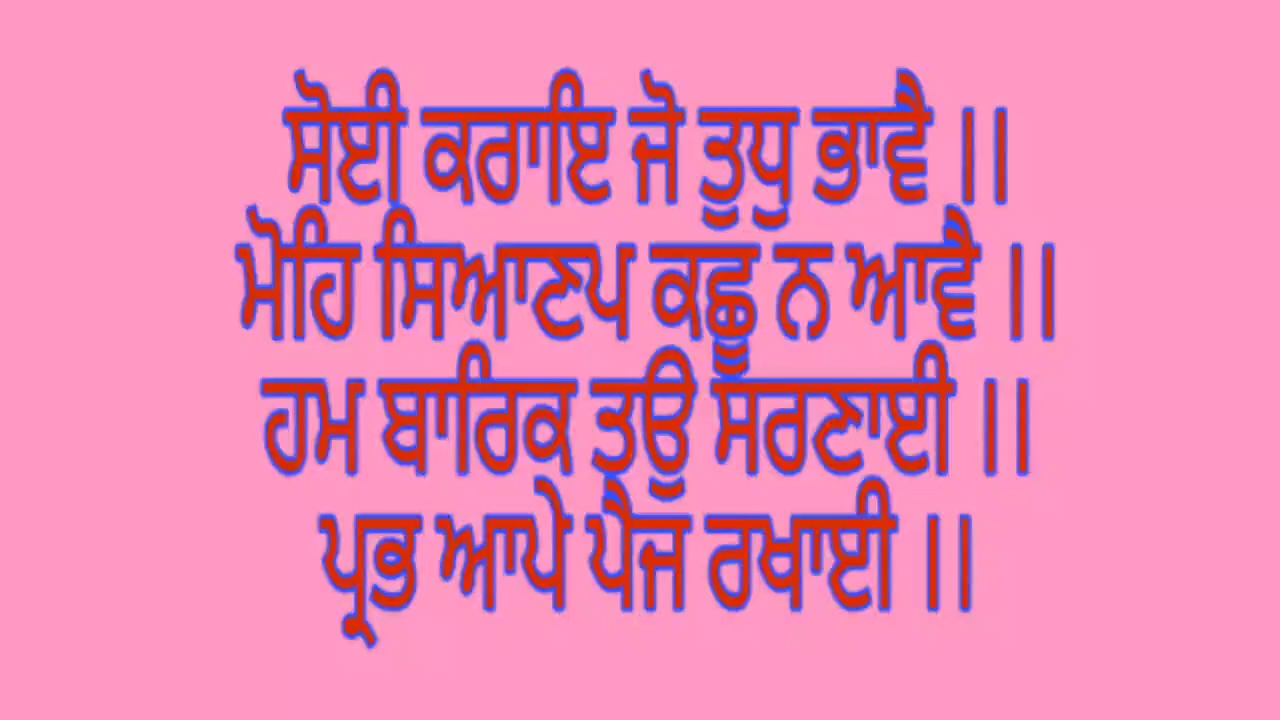 ਸੋਈ ਕਰਾਇ ਜੋ ਤੁਧੁ ਭਾਵੈ ।।
ਮੋਹਿ ਸਿਆਣਪ ਕਛੂ ਨ ਆਵੈ ।।
ਹਮ ਬਾਰਿਕ ਤਉ ਸਰਣਾਈ ।।
ਪ੍ਰਭ ਆਪੇ ਪੈਜ ਰਖਾਈ ।।